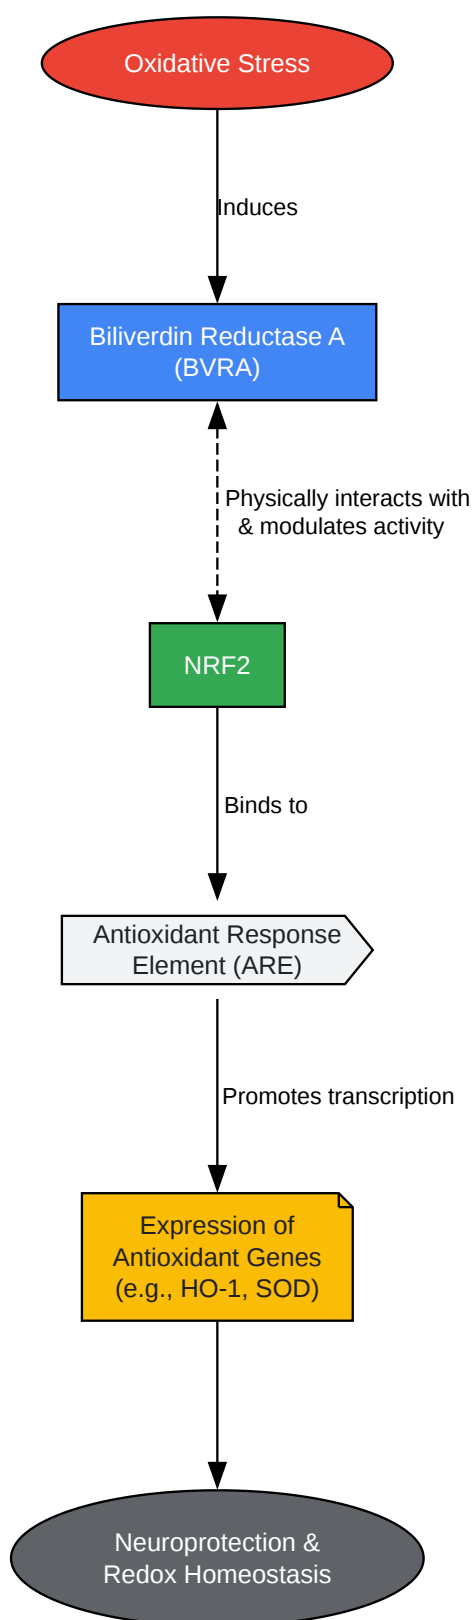 Oxidative Stress
Induces
Biliverdin Reductase A
(BVRA)
Physically interacts with
& modulates activity
NRF2
Binds to
Antioxidant Response
Element (ARE)
Promotes transcription
Expression of
Antioxidant Genes
(e.g., HO-1, SOD)
Neuroprotection &
Redox Homeostasis